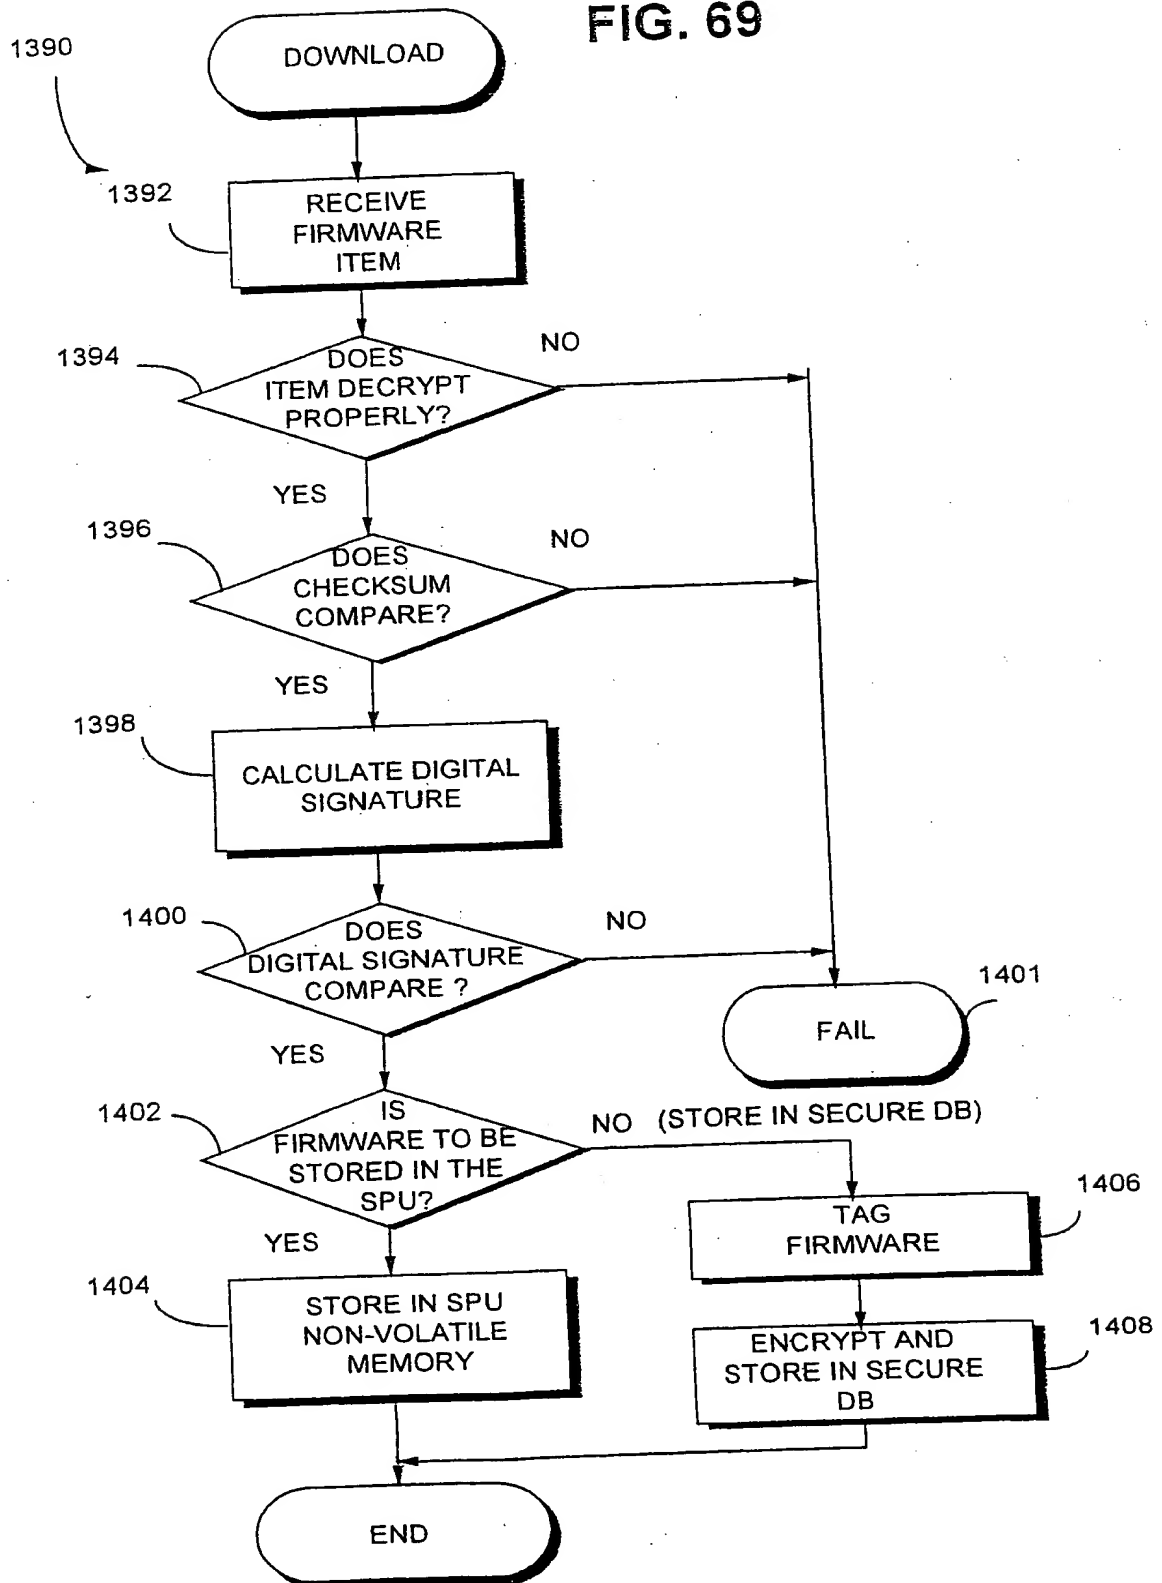 FIG. 69
1390
DOWNLOAD
1392
RECEIVE
FIRMWARE
ITEM
1394
DOES
ITEM DECRYPT
PROPERLY?
NO
YES
1396
DOES
CHECKSUM
COMPARE?
NO
YES
1398
CALCULATE DIGITAL
SIGNATURE
1400
DOES
DIGITAL SIGNATURE
COMPARE ?
NO
1401
FAIL
YES
1402
IS
FIRMWARE TO BE
STORED IN THE
SPU?
NO (STORE IN SECURE DB)
YES
1406
TAG
FIRMWARE
1404
STORE IN SPU
NON-VOLATILE
MEMORY
1408
ENCRYPT AND
STORE IN SECURE
DB
END